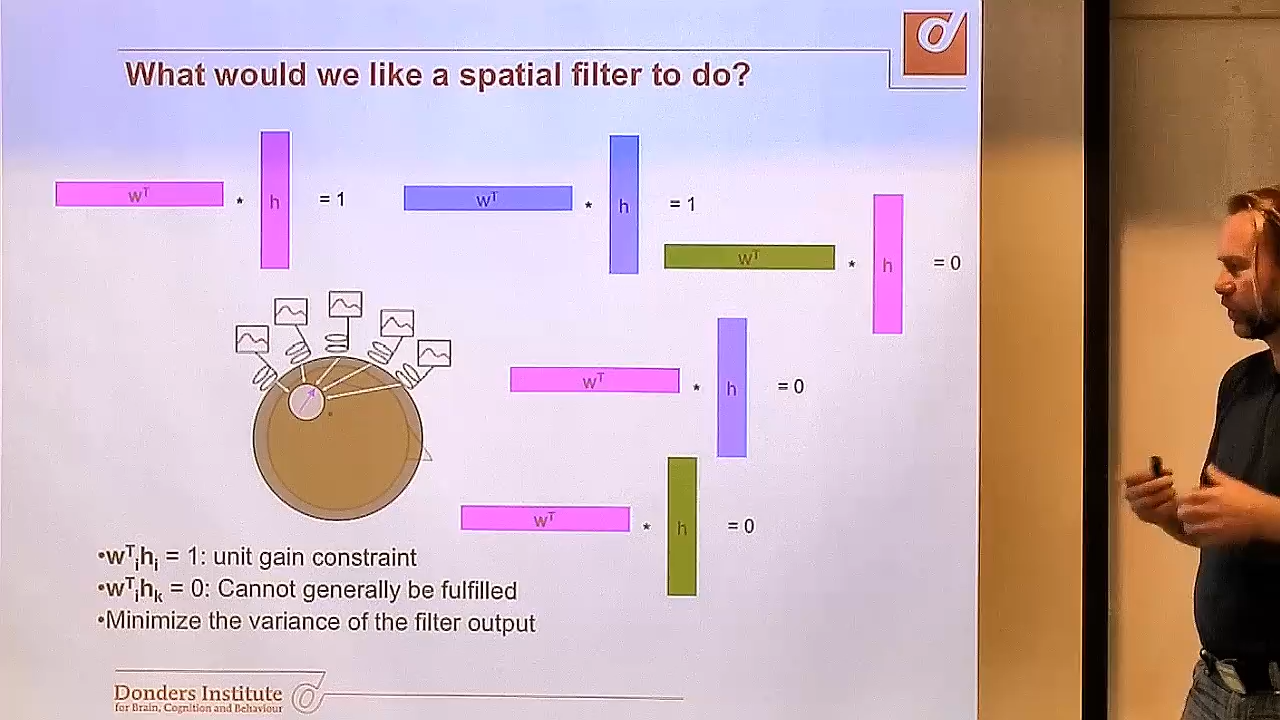 What would we like a spatial filter to do?
wᵀ * h = 1
wᵀ * h = 1
wᵀ * h = 0
wᵀ * h = 0
wᵀ * h = 0
•wᵀᵢhᵢ = 1: unit gain constraint
•wᵀᵢhₖ = 0: Cannot generally be fulfilled
•Minimize the variance of the filter output
Donders Institute
for Brain, Cognition and Behaviour